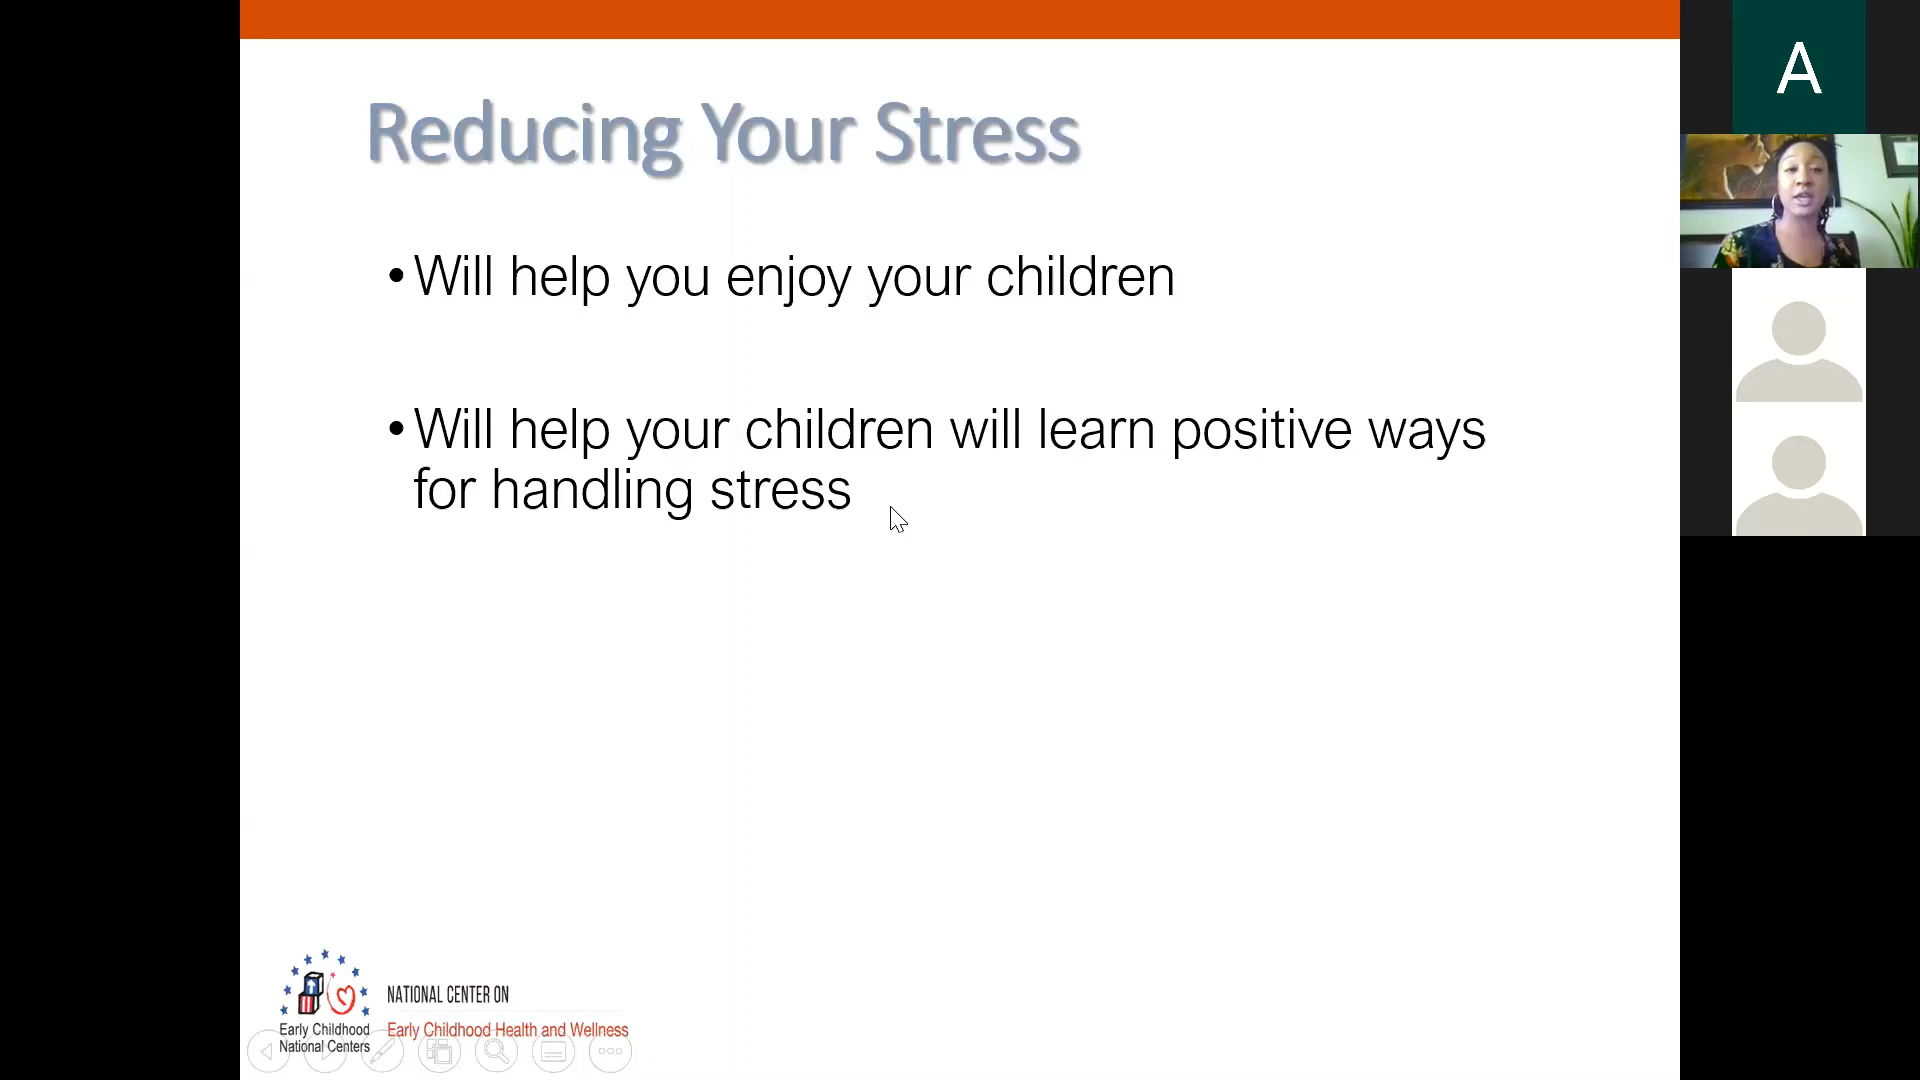 Reducing Your Stress
A
•Will help you enjoy your children
•Will help your children will learn positive ways
for handling stress
NATIONAL CENTER ON
Early Childhood Health and Wellness
Early Childhood
National Centers